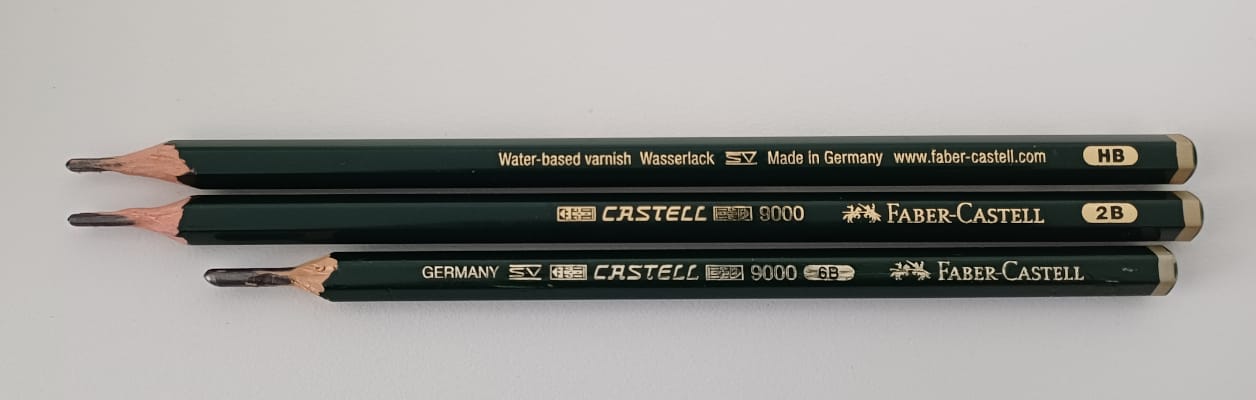 Water-based varnish Wasserlack SV Made in Germany www.faber-castell.com HB
CASTELL 9000 FABER-CASTELL 2B
GERMANY SV CASTELL 9000 6B FABER-CASTELL